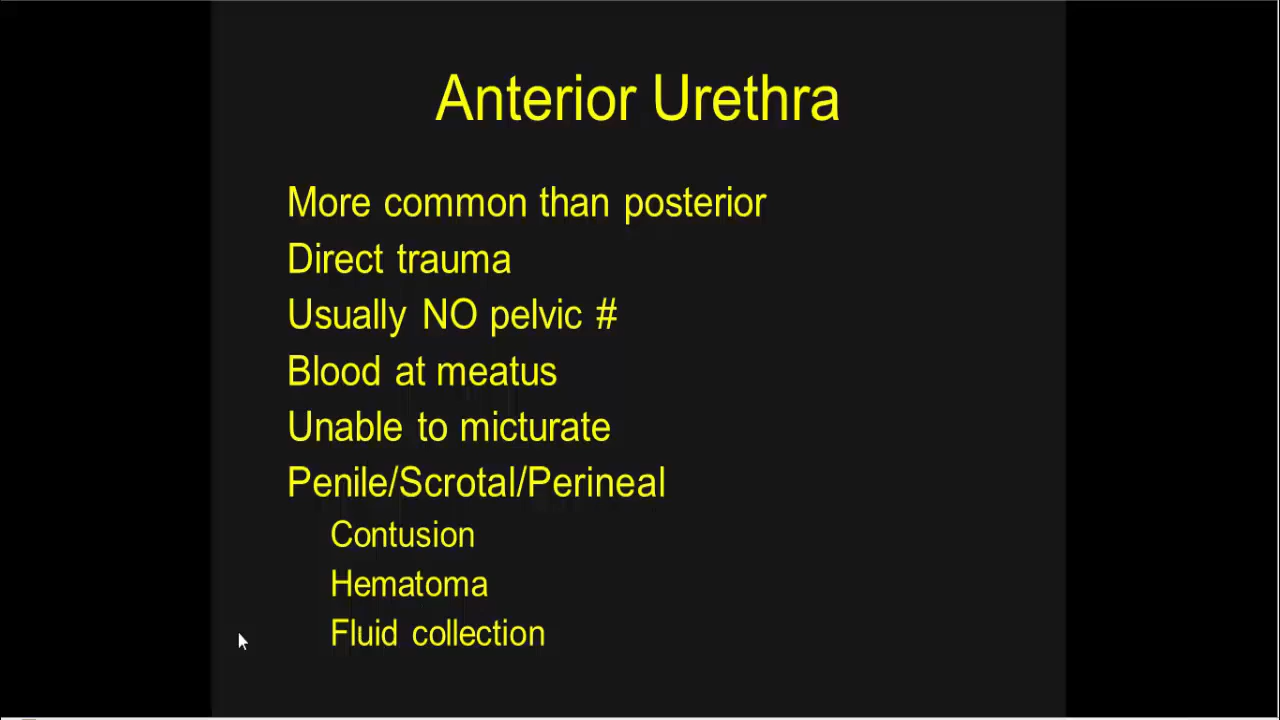 Anterior Urethra
More common than posterior
Direct trauma
Usually NO pelvic #
Blood at meatus
Unable to micturate
Penile/Scrotal/Perineal
Contusion
Hematoma
Fluid collection